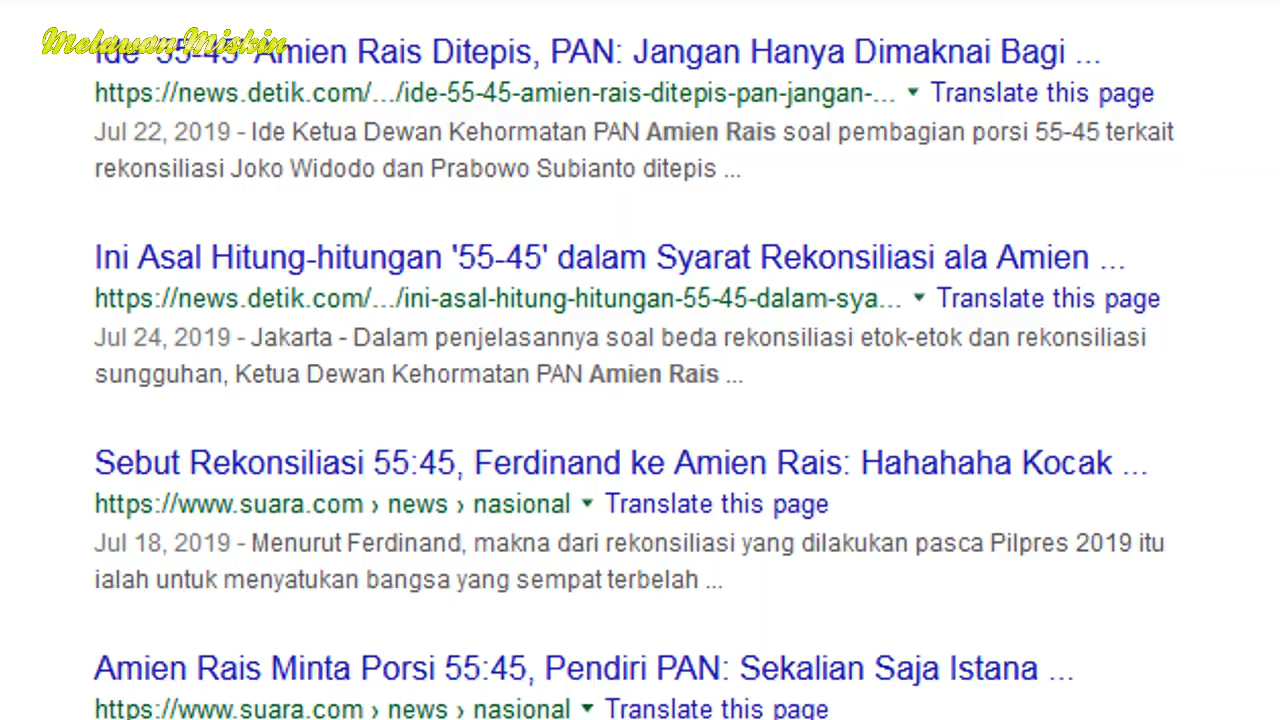 Melawan Miskin
Ide '55-45' Amien Rais Ditepis, PAN: Jangan Hanya Dimaknai Bagi ...
https://news.detik.com/.../ide-55-45-amien-rais-ditepis-pan-jangan-... ▼ Translate this page
Jul 22, 2019 - Ide Ketua Dewan Kehormatan PAN Amien Rais soal pembagian porsi 55-45 terkait
rekonsiliasi Joko Widodo dan Prabowo Subianto ditepis ...
Ini Asal Hitung-hitungan '55-45' dalam Syarat Rekonsiliasi ala Amien ...
https://news.detik.com/.../ini-asal-hitung-hitungan-55-45-dalam-sya... ▼ Translate this page
Jul 24, 2019 - Jakarta - Dalam penjelasannya soal beda rekonsiliasi etok-etok dan rekonsiliasi
sungguhan, Ketua Dewan Kehormatan PAN Amien Rais ...
Sebut Rekonsiliasi 55:45, Ferdinand ke Amien Rais: Hahahaha Kocak ...
https://www.suara.com › news › nasional ▼ Translate this page
Jul 18, 2019 - Menurut Ferdinand, makna dari rekonsiliasi yang dilakukan pasca Pilpres 2019 itu
ialah untuk menyatukan bangsa yang sempat terbelah ...
Amien Rais Minta Porsi 55:45, Pendiri PAN: Sekalian Saja Istana ...
https://www.suara.com › news › nasional ▼ Translate this page